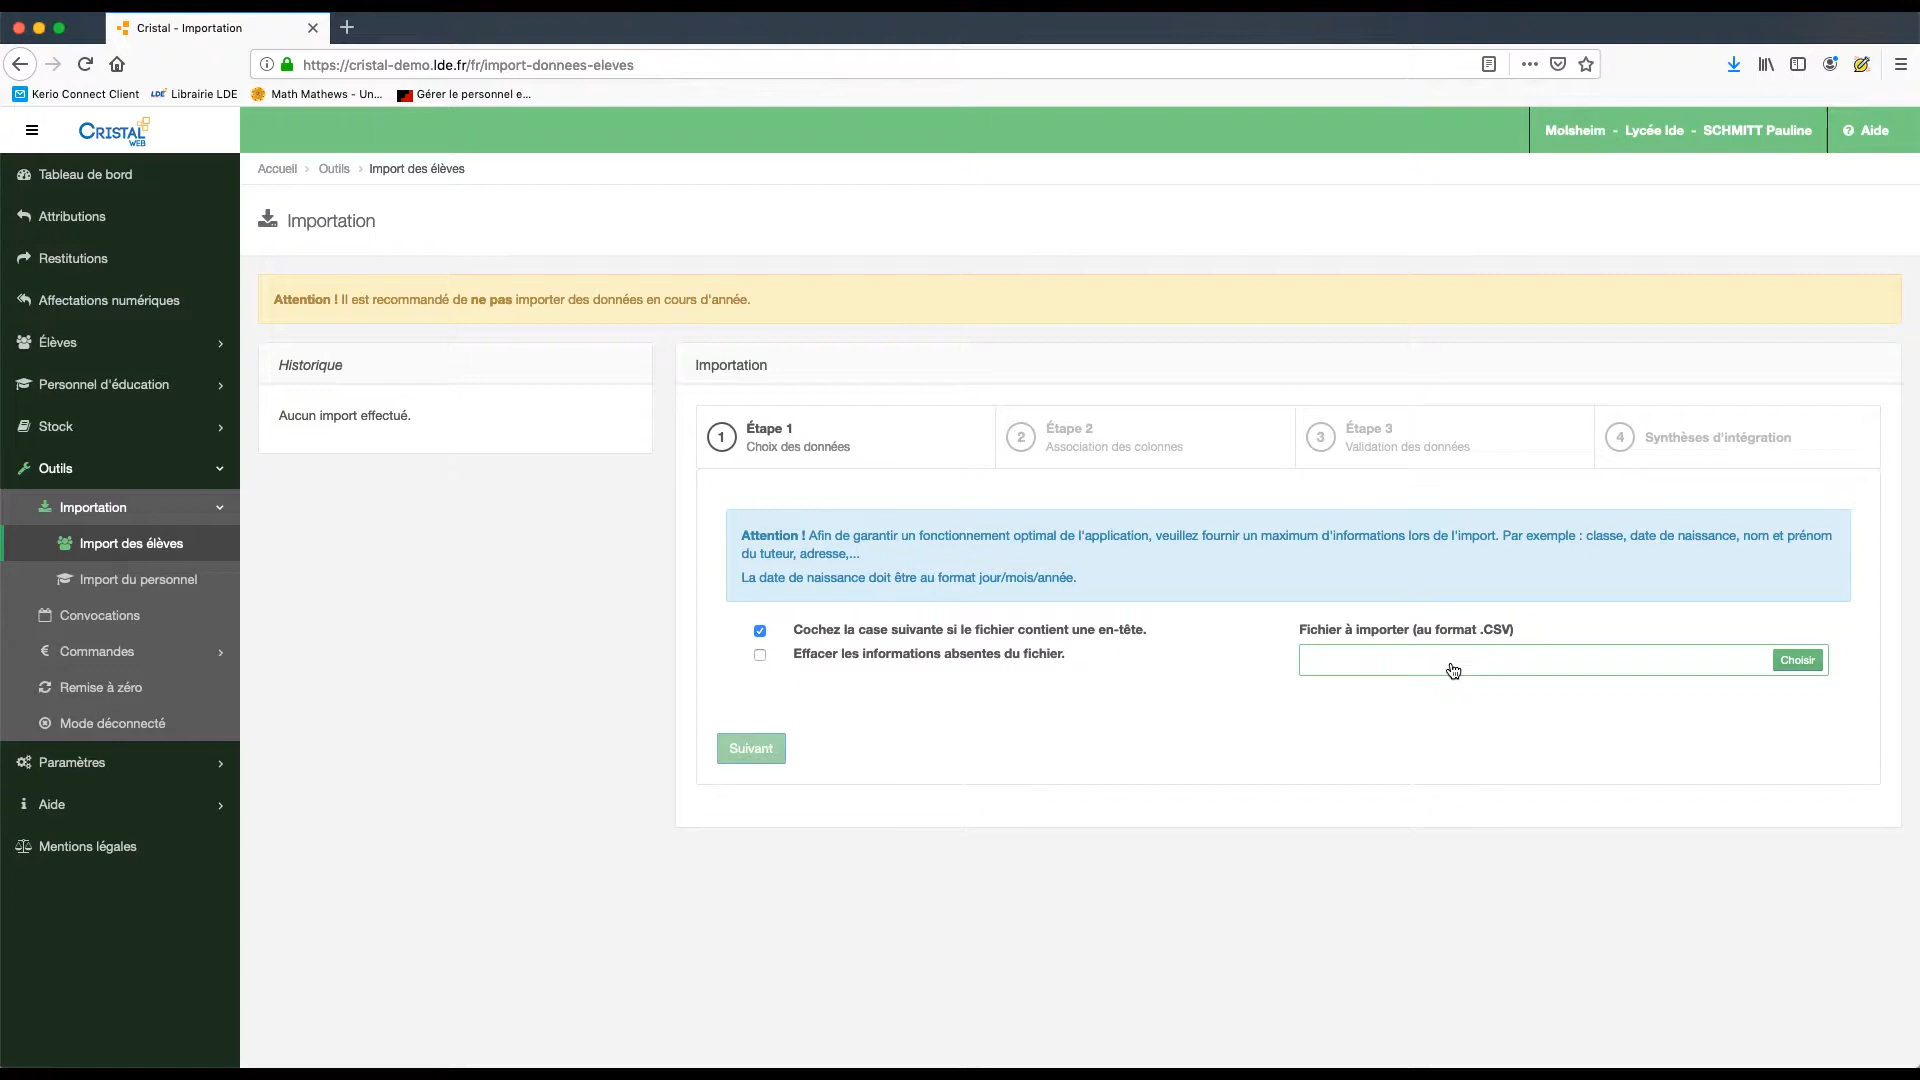 Cristal - Importation
https://cristal-demo.lde.fr/fr/import-donnees-eleves
Kerio Connect Client
LDE Librairie LDE
Math Mathews - Un...
Gérer le personnel e...
CRISTAL WEB
Molsheim - Lycée lde - SCHMITT Pauline
Aide
Tableau de bord
Attributions
Restitutions
Affectations numériques
Élèves
Personnel d'éducation
Stock
Outils
Importation
Import des élèves
Import du personnel
Convocations
Commandes
Remise à zéro
Mode déconnecté
Paramètres
Aide
Mentions légales
Accueil > Outils > Import des élèves
Importation
Attention ! Il est recommandé de ne pas importer des données en cours d'année.
Historique
Aucun import effectué.
Importation
1 Étape 1
Choix des données
2 Étape 2
Association des colonnes
3 Étape 3
Validation des données
4 Synthèses d'intégration
Attention ! Afin de garantir un fonctionnement optimal de l'application, veuillez fournir un maximum d'informations lors de l'import. Par exemple : classe, date de naissance, nom et prénom
du tuteur, adresse,...
La date de naissance doit être au format jour/mois/année.
Cochez la case suivante si le fichier contient une en-tête.
Effacer les informations absentes du fichier.
Fichier à importer (au format .CSV)
Choisir
Suivant